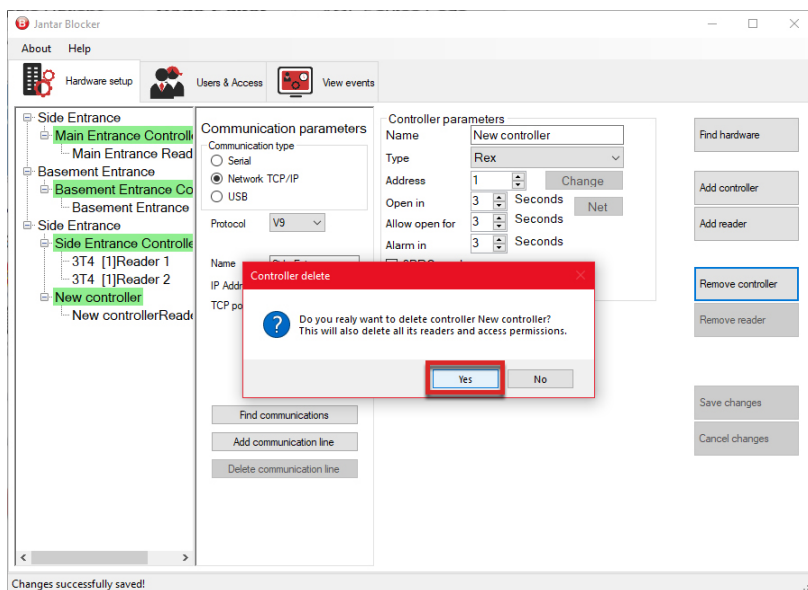 Jantar Blocker
About Help
Hardware setup
Users & Access
View events
Side Entrance
Main Entrance Controlle
Main Entrance Read
Basement Entrance
Basement Entrance Co
Basement Entrance
Side Entrance
Side Entrance Controlle
3T4 [1]Reader 1
3T4 [1]Reader 2
New controller
New controllerReade
Communication parameters
Communication type
Serial
Network TCP/IP
USB
Protocol V9
Name
IP Addr
TCP po
Find communications
Add communication line
Delete communication line
Controller parameters
Name New controller
Type Rex
Address 1 Change
Open in 3 Seconds Net
Allow open for 3 Seconds
Alarm in 3 Seconds
Controller delete
Do you realy want to delete controller New controller?
This will also delete all its readers and access permissions.
Yes No
Find hardware
Add controller
Add reader
Remove controller
Remove reader
Save changes
Cancel changes
Changes successfully saved!